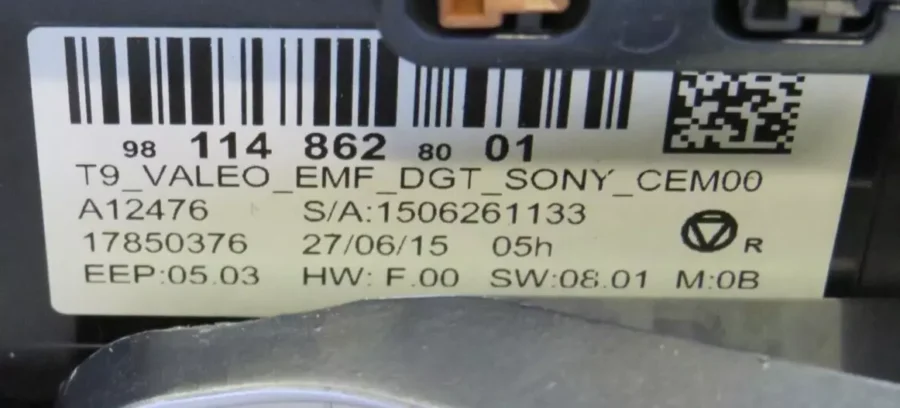 98 114 862 80 01
T9_VALEO_EMF_DGT_SONY_CEM00
A12476 S/A:1506261133
17850376 27/06/15 05h R
EEP:05.03 HW: F.00 SW:08.01 M:0B